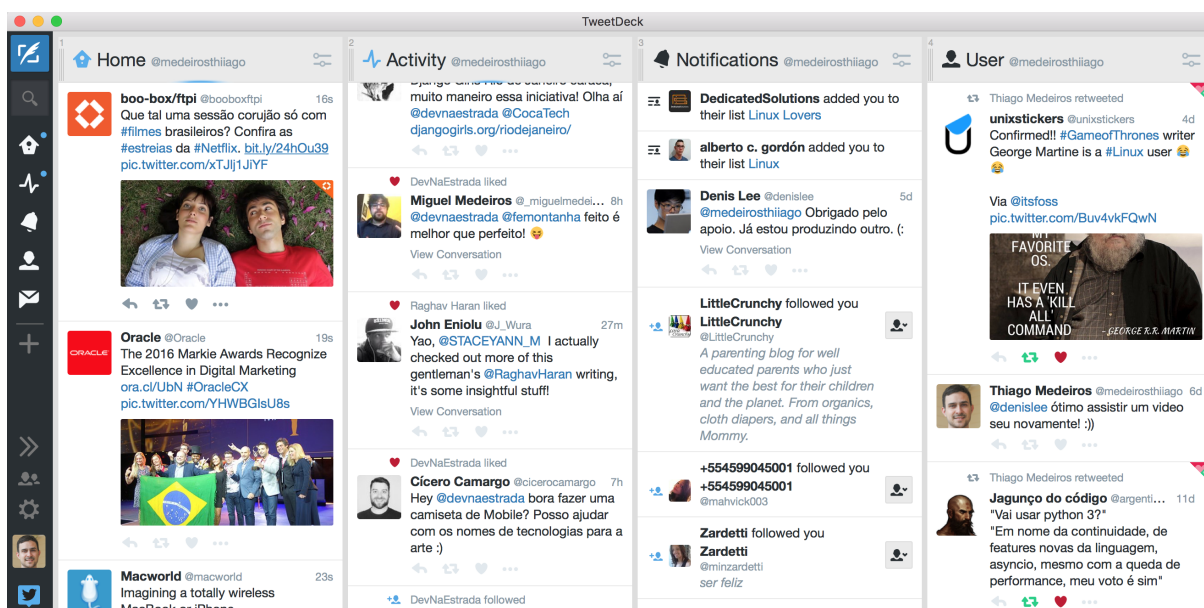 TweetDeck
1
Home @medeirosthiiago
boo-box/ftpi @booboxftpi 16s
Que tal uma sessão corujão só com
#filmes brasileiros? Confira as
#estreias da #Netflix. bit.ly/24hOu39
pic.twitter.com/xTJlj1JiYF
ORACLE
Oracle @Oracle 19s
The 2016 Markie Awards Recognize
Excellence in Digital Marketing
ora.cl/UbN #OracleCX
pic.twitter.com/YHWBGIsU8s
Macworld @macworld 23s
Imagining a totally wireless
MacBook or iPhone
2
Activity @medeirosthiiago
muito maneiro essa iniciativa! Olha aí
@devnaestrada @CocaTech
djangogirls.org/riodejaneiro/
DevNaEstrada liked
Miguel Medeiros @_miguelmedei... 8h
@devnaestrada @femontanha feito é
melhor que perfeito! 😝
View Conversation
Raghav Haran liked
John Eniolu @J_Wura 27m
Yao, @STACEYANN_M I actually
checked out more of this
gentleman's @RaghavHaran writing,
it's some insightful stuff!
View Conversation
DevNaEstrada liked
Cícero Camargo @cicerocamargo 7h
Hey @devnaestrada bora fazer uma
camiseta de Mobile? Posso ajudar
com os nomes de tecnologias para a
arte :)
DevNaEstrada followed
3
Notifications @medeirosthiiago
DedicatedSolutions added you to
their list Linux Lovers
alberto c. gordón added you to
their list Linux
Denis Lee @denislee 5d
@medeirosthiiago Obrigado pelo
apoio. Já estou produzindo outro. (:
View Conversation
LittleCrunchy followed you
LittleCrunchy
@LittleCrunchy
A parenting blog for well
educated parents who just
want the best for their children
and the planet. From organics,
cloth diapers, and all things
Mommy.
+554599045001 followed you
+554599045001
@mahvick003
Zardetti followed you
Zardetti
@minzardetti
ser feliz
4
User @medeirosthiiago
Thiago Medeiros retweeted
unixstickers @unixstickers 4d
Confirmed!! #GameofThrones writer
George Martine is a #Linux user 😂
😂
Via @itsfoss
pic.twitter.com/Buv4vkFQwN
MY
FAVORITE
OS.
IT EVEN
HAS A 'KILL
ALL'
COMMAND
- GEORGE R.R. MARTIN
Thiago Medeiros @medeirosthiiago 6d
@denislee ótimo assistir um video
seu novamente! :))
Thiago Medeiros retweeted
Jagunço do código @argenti... 11d
"Vai usar python 3?"
"Em nome da continuidade, de
features novas da linguagem,
asyncio, mesmo com a queda de
performance, meu voto é sim"